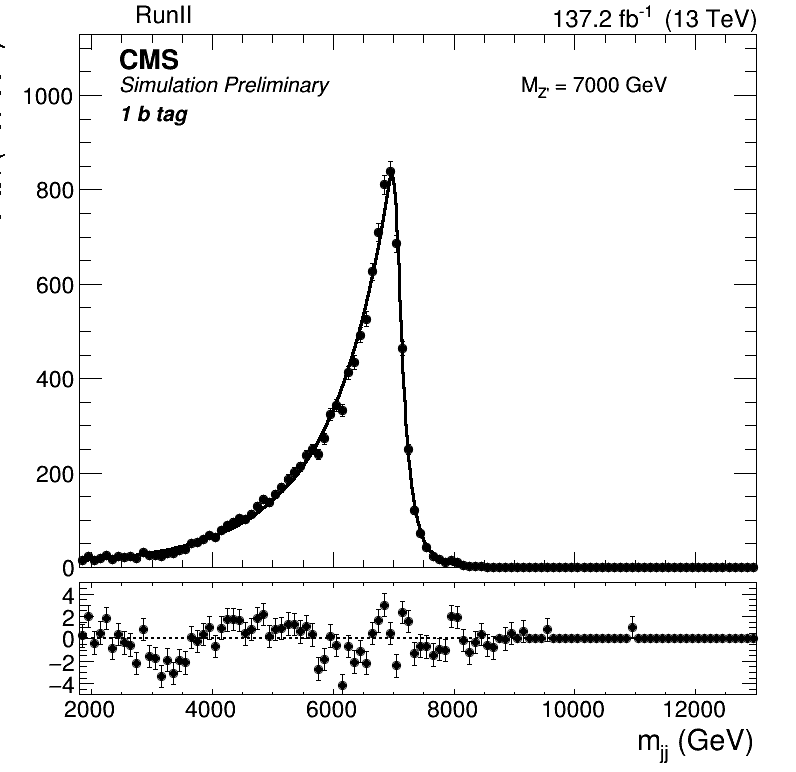 RunII
137.2 fb⁻¹ (13 TeV)
CMS
Simulation Preliminary
1 b tag
M_Z' = 7000 GeV
1000
800
600
400
200
0
4
2
0
−2
−4
2000 4000 6000 8000 10000 12000
m_jj (GeV)